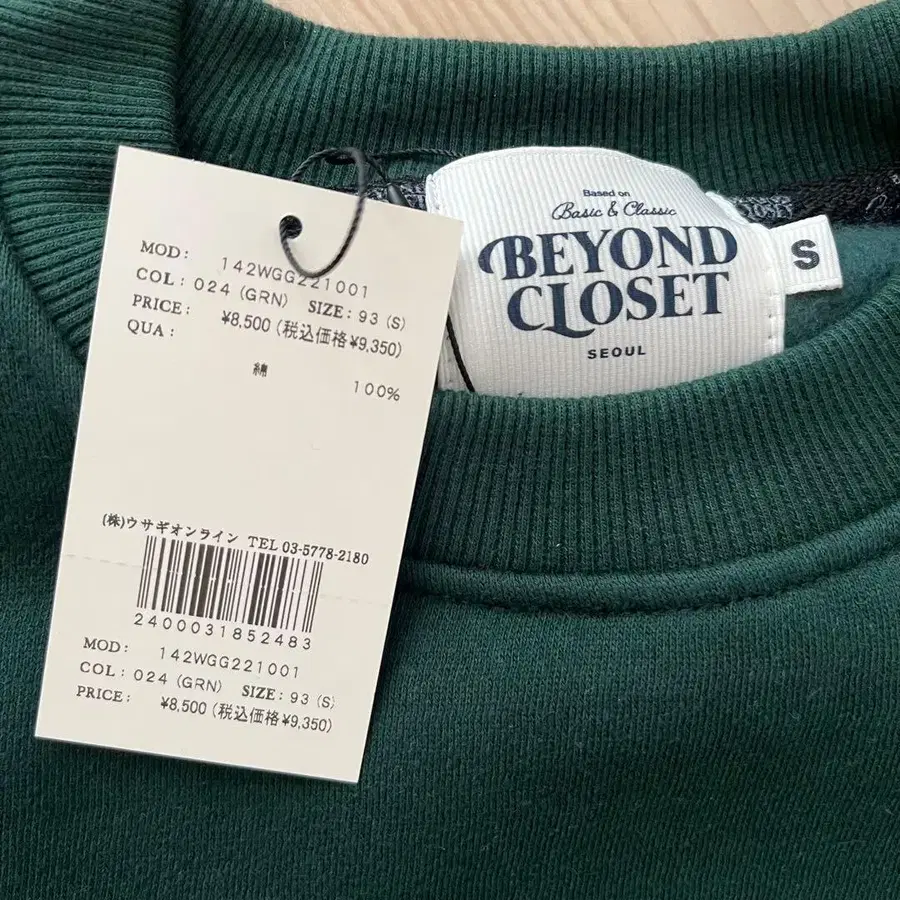 MOD: 142WGG221001
COL: 024 (GRN) SIZE: 93 (S)
PRICE: ¥8,500 (税込価格¥9,350)
QUA:
綿 100%
(株)ウサギオンライン TEL 03-5778-2180
2400031852483
MOD: 142WGG221001
COL: 024 (GRN) SIZE: 93 (S)
PRICE: ¥8,500 (税込価格¥9,350)
Based on
Basic & Classic
BEYOND
CLOSET
SEOUL
S
CLOSET